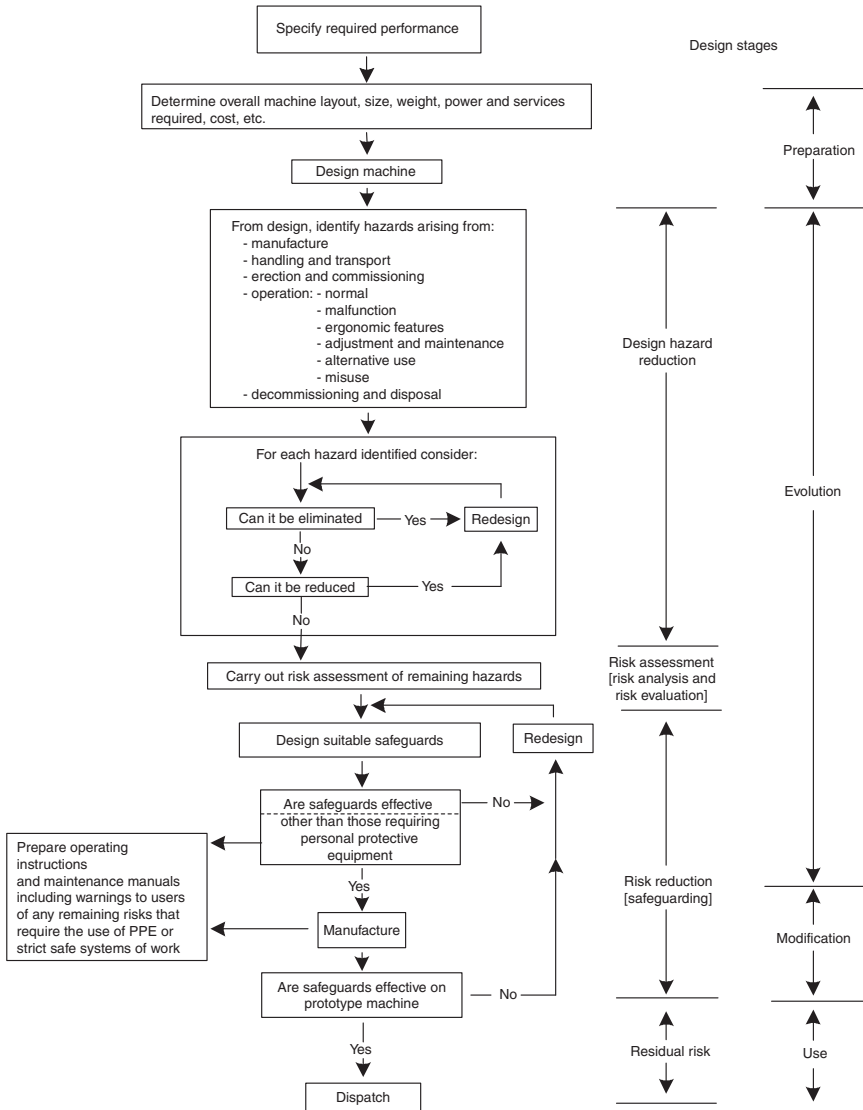 Specify required performance
Design stages
Determine overall machine layout, size, weight, power and services
required, cost, etc.
Preparation
Design machine
From design, identify hazards arising from:
- manufacture
- handling and transport
- erection and commissioning
- operation: - normal
- malfunction
- ergonomic features
- adjustment and maintenance
- alternative use
- misuse
- decommissioning and disposal
Design hazard
reduction
For each hazard identified consider:
Evolution
Can it be eliminated
Yes
Redesign
No
Can it be reduced
Yes
No
Carry out risk assessment of remaining hazards
Risk assessment
[risk analysis and
risk evaluation]
Design suitable safeguards
Redesign
Are safeguards effective
other than those requiring
personal protective
equipment
No
Prepare operating
instructions
and maintenance manuals
including warnings to users
of any remaining risks that
require the use of PPE or
strict safe systems of work
Yes
Risk reduction
[safeguarding]
Manufacture
Modification
Are safeguards effective on
prototype machine
No
Yes
Residual risk
Use
Dispatch